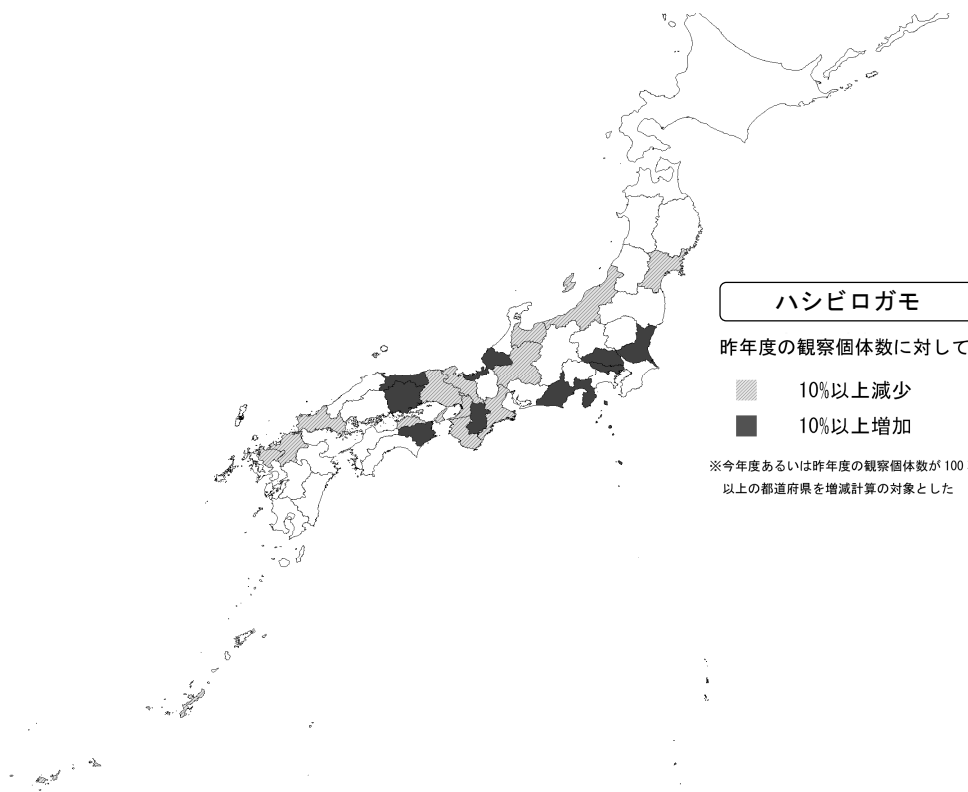 ハシビロガモ
昨年度の観察個体数に対して
10%以上減少
10%以上増加
※今年度あるいは昨年度の観察個体数が 100
以上の都道府県を増減計算の対象とした